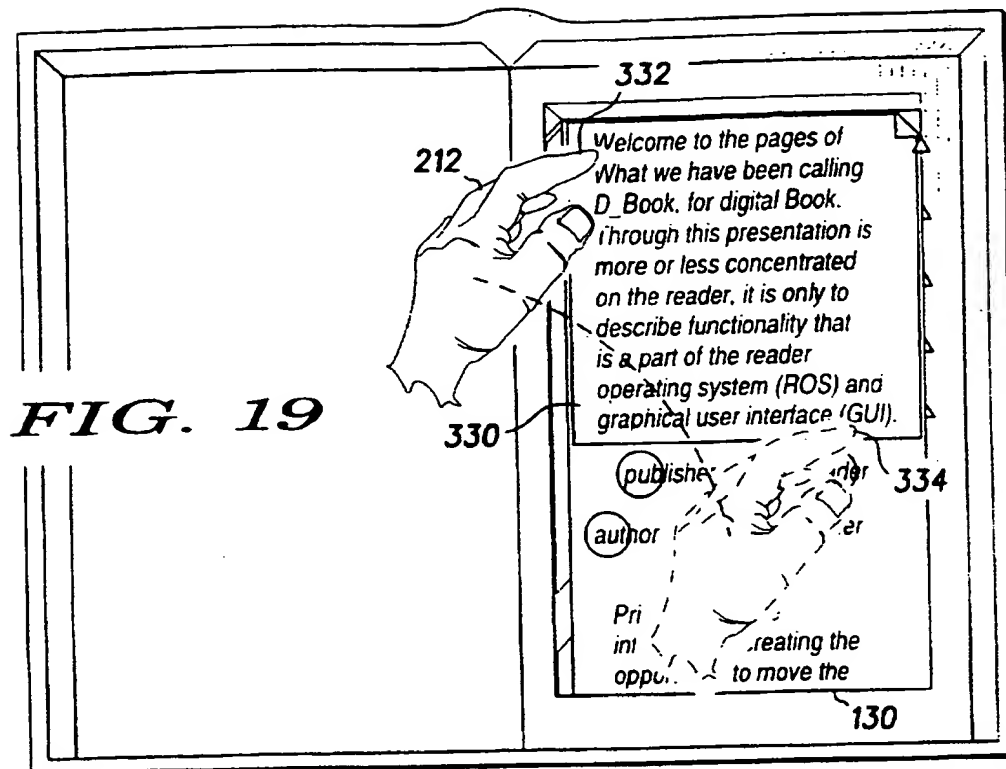 332
212
Welcome to the pages of
What we have been calling
D_Book, for digital Book.
Through this presentation is
more or less concentrated
on the reader, it is only to
describe functionality that
is a part of the reader
operating system (ROS) and
graphical user interface (GUI).
FIG. 19
330
334
publisher
author
Pri
int reating the
to move the
130